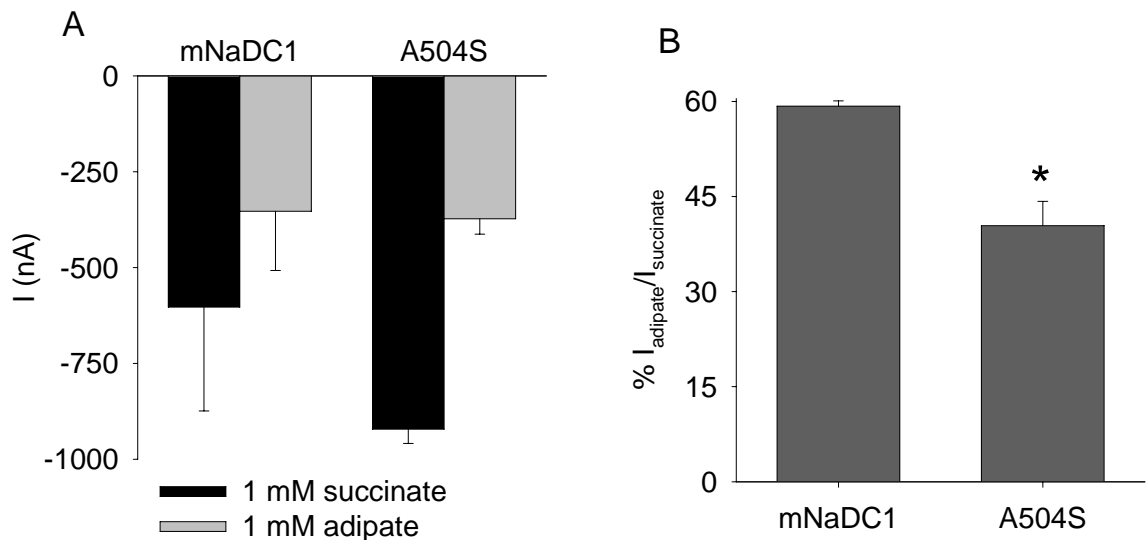 A
mNaDC1 A504S
0
-250
-500
-750
-1000
I (nA)
1 mM succinate
1 mM adipate
B
60
45
30
15
0
% Iadipate/Isuccinate
*
mNaDC1 A504S